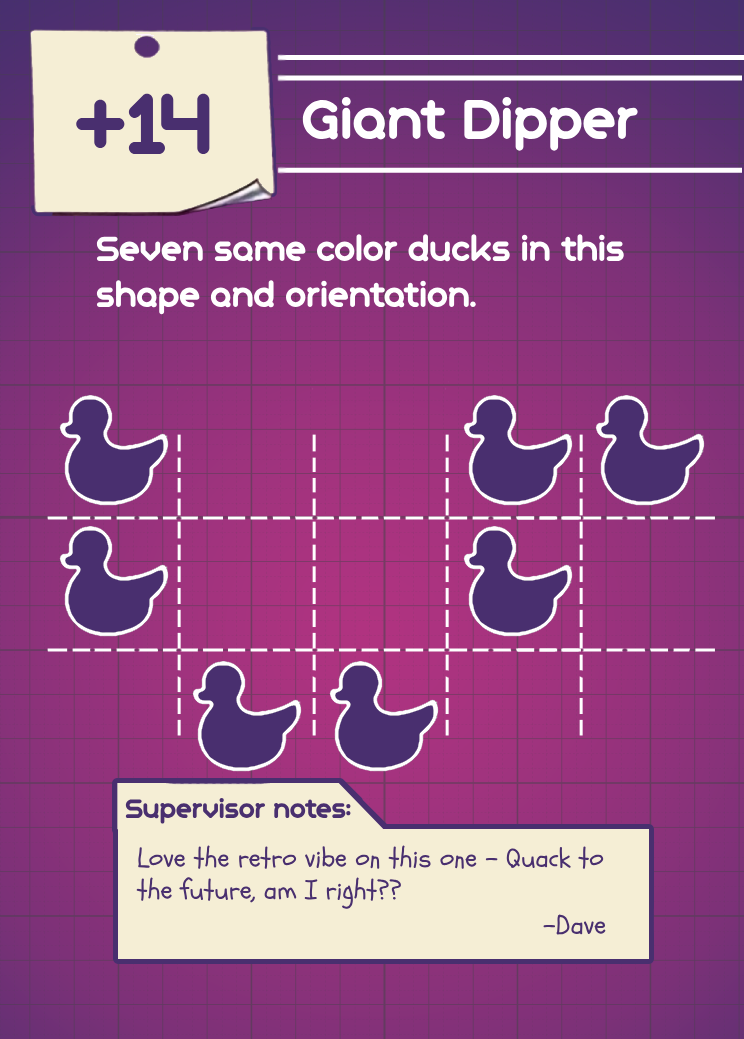 +14
Giant Dipper
Seven same color ducks in this
shape and orientation.
Supervisor notes:
Love the retro vibe on this one - Quack to
the future, am I right??
-Dave